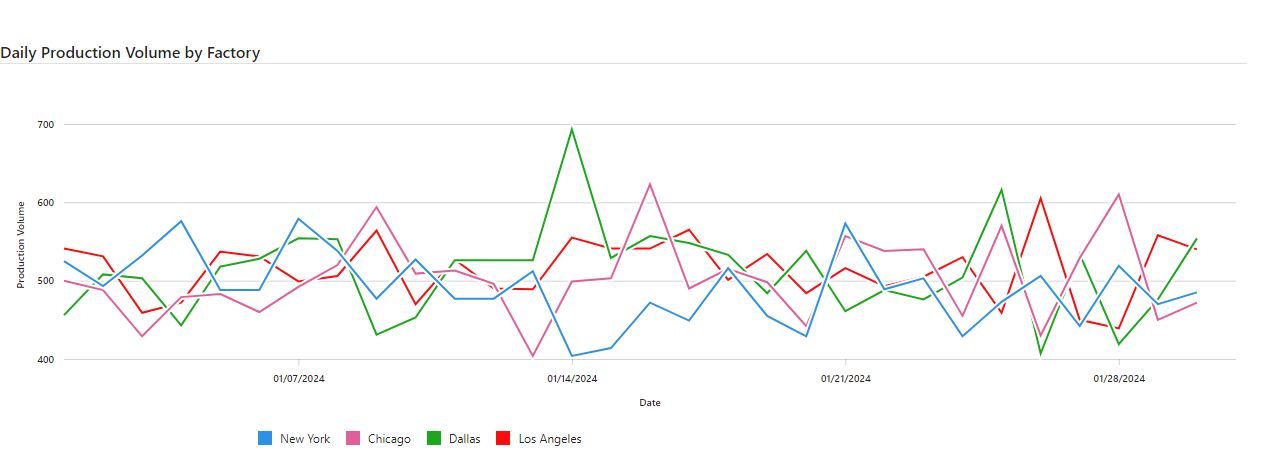 Daily Production Volume by Factory
Production Volume
700
600
500
400
01/07/2024
01/14/2024
01/21/2024
01/28/2024
Date
New York
Chicago
Dallas
Los Angeles